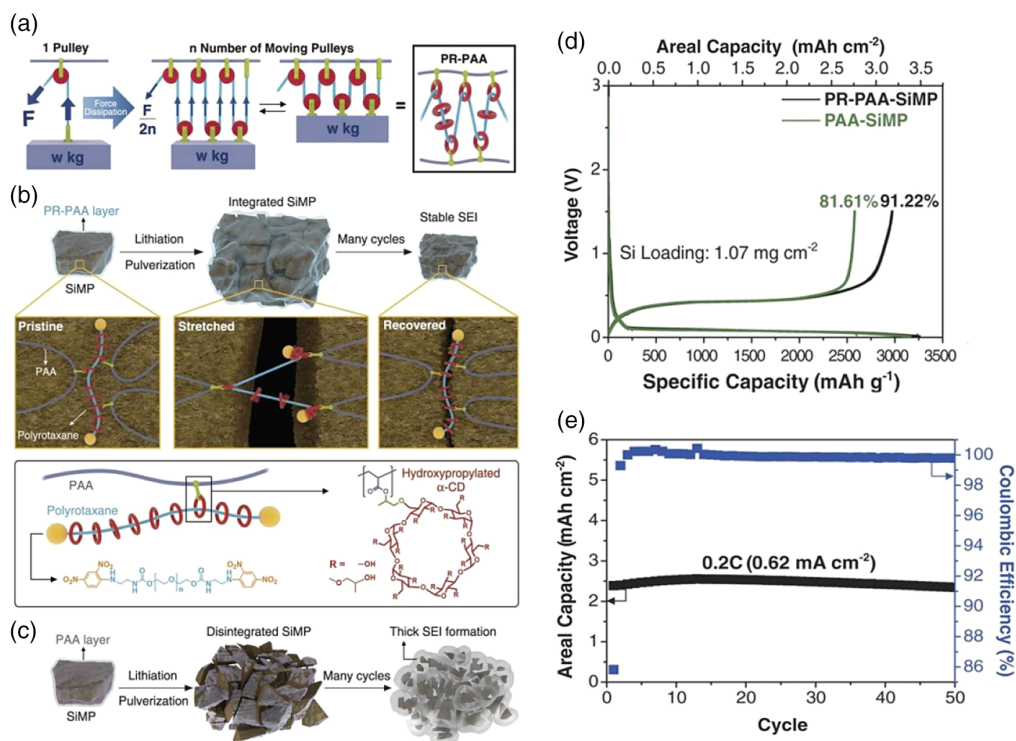 (a)
1 Pulley
n Number of Moving Pulleys
F
w kg
Force
Dissipation
F
2n
w kg
w kg
=
PR-PAA
(b)
PR-PAA layer
SiMP
Lithiation
Pulverization
Integrated SiMP
Many cycles
Stable SEI
Pristine
PAA
Polyrotaxane
Stretched
Recovered
PAA
Polyrotaxane
O₂N
NO₂
H
N
N
H
O
O
O
n
O
O
H
N
N
H
O₂N
NO₂
Hydroxypropylated
α-CD
R = –OH
OH
(c)
PAA layer
SiMP
Lithiation
Pulverization
Disintegrated SiMP
Many cycles
Thick SEI formation
(d)
Areal Capacity (mAh cm⁻²)
0.0 0.5 1.0 1.5 2.0 2.5 3.0 3.5
PR-PAA-SiMP
PAA-SiMP
81.61% 91.22%
Si Loading: 1.07 mg cm⁻²
Voltage (V)
3
2
1
0
0 500 1000 1500 2000 2500 3000 3500
Specific Capacity (mAh g⁻¹)
(e)
Areal Capacity (mAh cm⁻²)
6
5
4
3
2
1
0
0.2C (0.62 mA cm⁻²)
100
98
96
94
92
90
88
86
Coulombic Efficiency (%)
0 10 20 30 40 50
Cycle